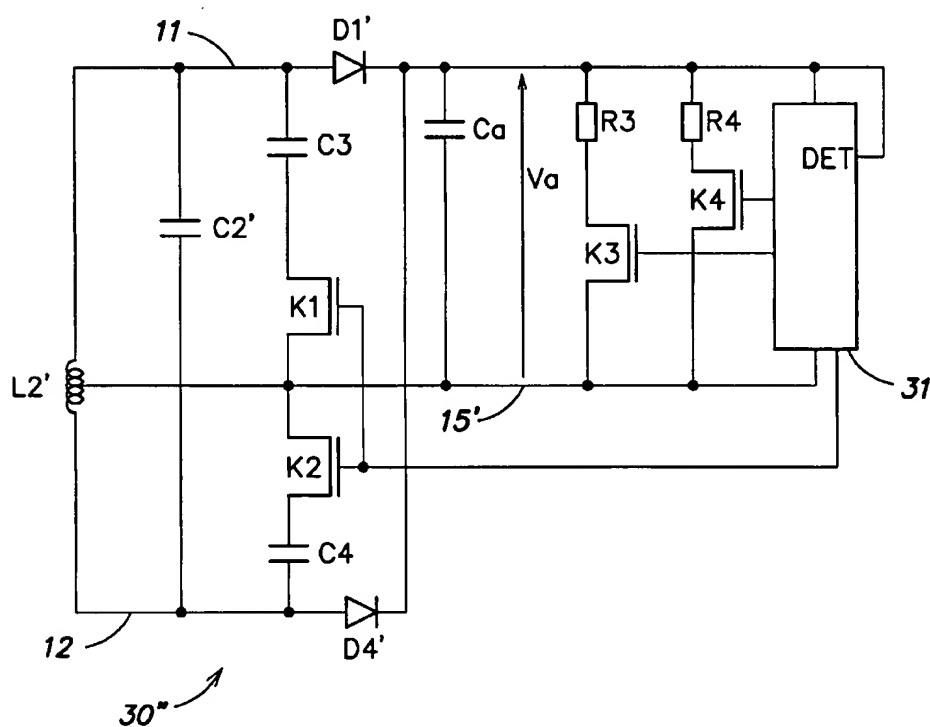 11
D1'
C3
Ca
Va
R3
R4
DET
C2'
K4
K3
K1
L2'
31
15'
K2
C4
12
D4'
30"